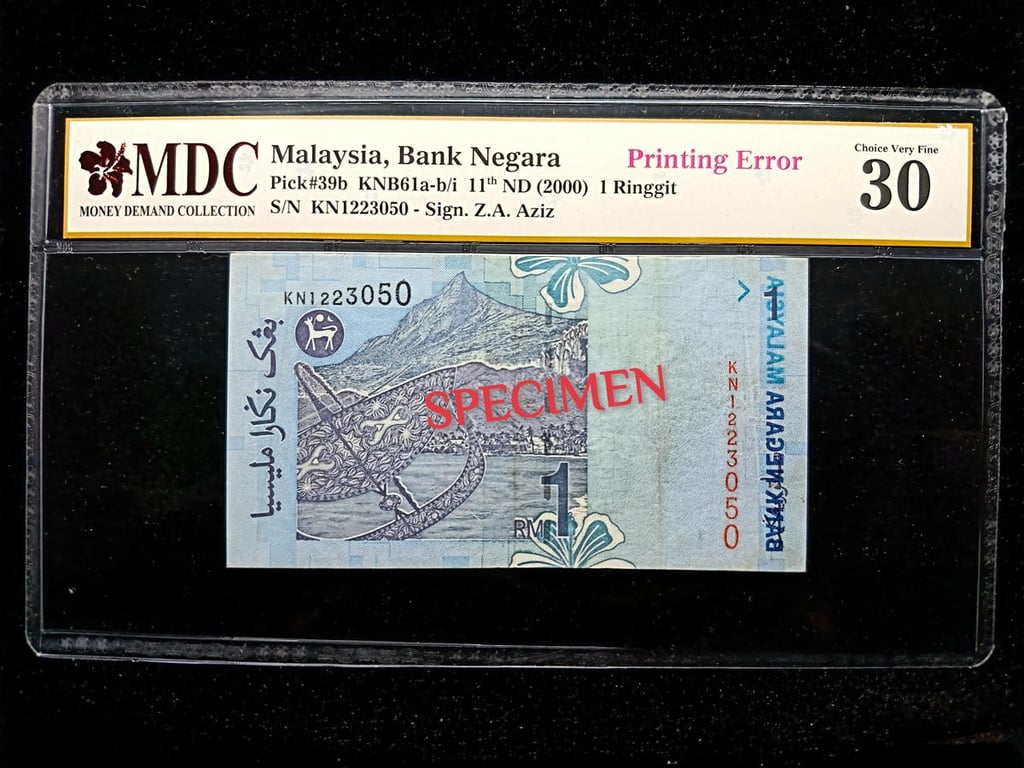 MDC
MONEY DEMAND COLLECTION
Malaysia, Bank Negara
Pick#39b KNB61a-b/i 11th ND (2000) 1 Ringgit
S/N KN1223050 - Sign. Z.A. Aziz
Printing Error
Choice Very Fine
30
KN1223050
بڠک نݢارا مليسيا
SPECIMEN
RM1
1
KN1223050
BANK NEGARA MALAYSIA